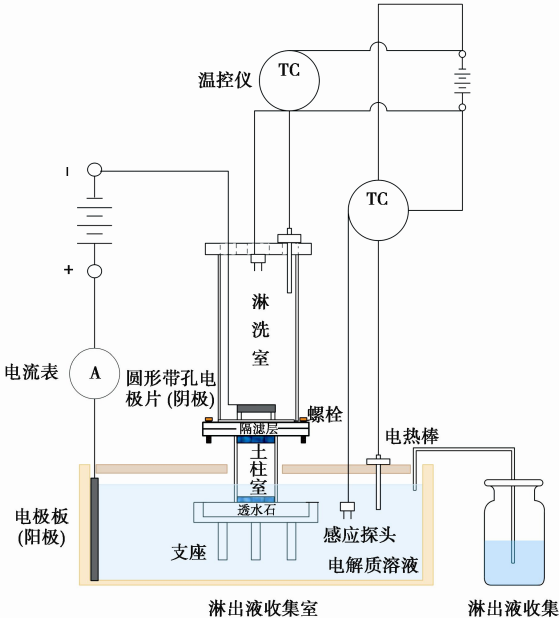 TC
温控仪
TC
-
+
淋
洗
室
电流表
A
圆形带孔电
极片 (阴极)
螺栓
隔滤层
电热棒
土
柱
室
电极板
(阳极)
透水石
支座
感应探头
电解质溶液
淋出液收集室
淋出液收集